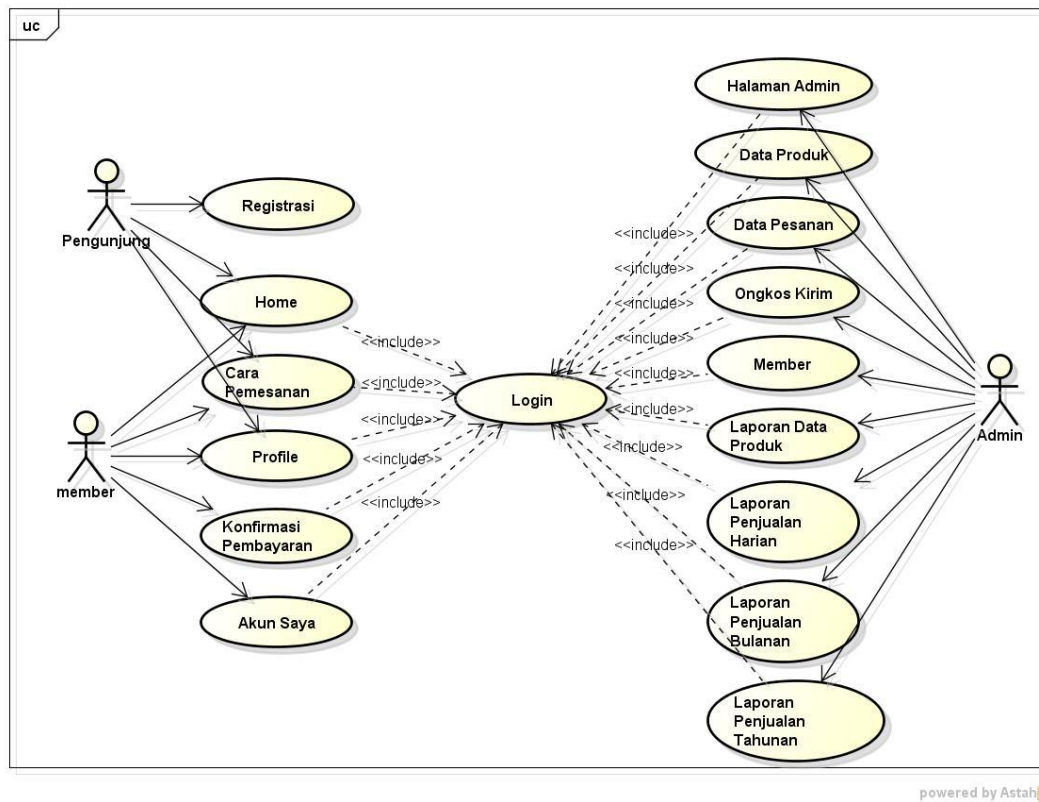 uc
Halaman Admin
Data Produk
Registrasi
Pengunjung
Data Pesanan
<<include>>
<<include>>
Home
Ongkos Kirim
<<include>>
<<include>>
<<include>>
Member
Cara
Pemesanan
<<include>>
<<include>>
Login
<<include>>
Laporan Data
Produk
Admin
<<include>>
<<include>>
Profile
<<include>>
member
<<include>>
<<include>>
Laporan
Penjualan
Harian
Konfirmasi
Pembayaran
<<include>>
Laporan
Penjualan
Bulanan
Akun Saya
Laporan
Penjualan
Tahunan
powered by Astah